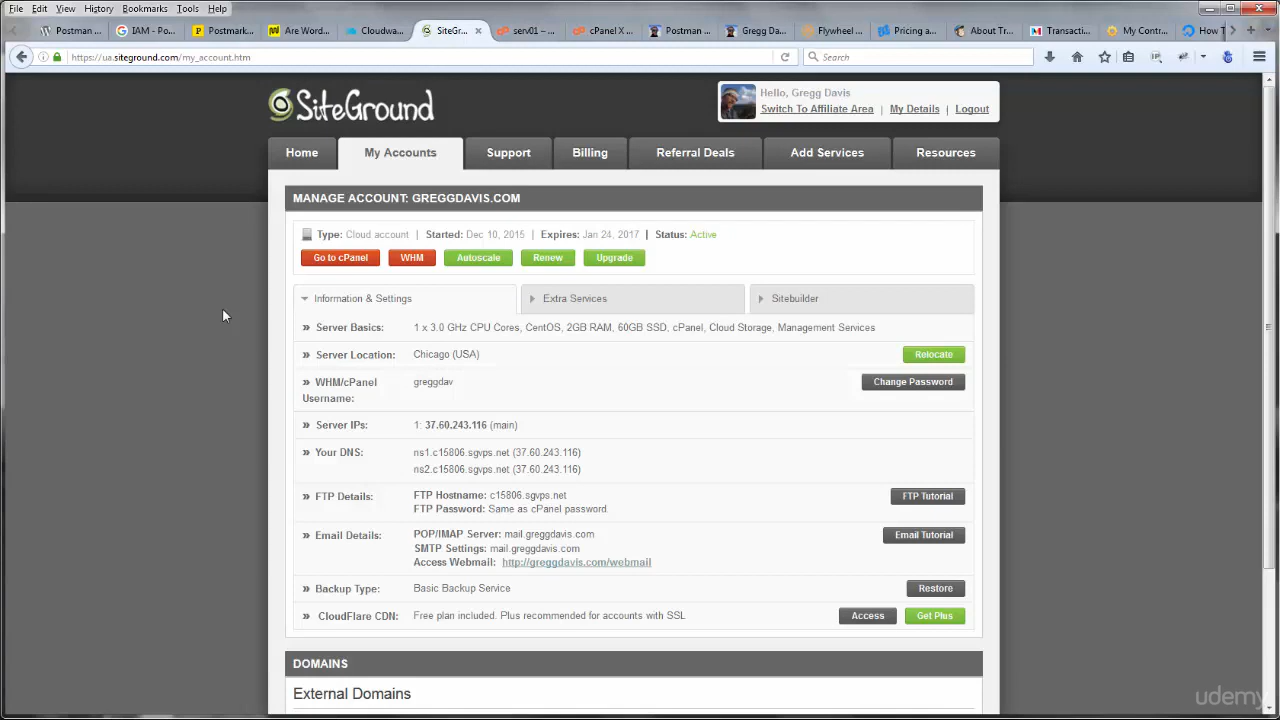 File Edit View History Bookmarks Tools Help
Postman ... IAM - Po... Postmark... Are Word... Cloudwa... SiteGr... serv01 –... cPanel X ... Postman ... Gregg Da... Flywheel ... Pricing a... About Tr... Transacti... My Contr... How T
https://ua.siteground.com/my_account.htm Search
SiteGround
Hello, Gregg Davis
Switch To Affiliate Area | My Details | Logout
Home My Accounts Support Billing Referral Deals Add Services Resources
MANAGE ACCOUNT: GREGGDAVIS.COM
Type: Cloud account | Started: Dec 10, 2015 | Expires: Jan 24, 2017 | Status: Active
Go to cPanel WHM Autoscale Renew Upgrade
Information & Settings Extra Services Sitebuilder
» Server Basics: 1 x 3.0 GHz CPU Cores, CentOS, 2GB RAM, 60GB SSD, cPanel, Cloud Storage, Management Services
» Server Location: Chicago (USA) Relocate
» WHM/cPanel Username: greggdav Change Password
» Server IPs: 1: 37.60.243.116 (main)
» Your DNS: ns1.c15806.sgvps.net (37.60.243.116)
ns2.c15806.sgvps.net (37.60.243.116)
» FTP Details: FTP Hostname: c15806.sgvps.net FTP Tutorial
FTP Password: Same as cPanel password.
» Email Details: POP/IMAP Server: mail.greggdavis.com Email Tutorial
SMTP Settings: mail.greggdavis.com
Access Webmail: http://greggdavis.com/webmail
» Backup Type: Basic Backup Service Restore
» CloudFlare CDN: Free plan included. Plus recommended for accounts with SSL Access Get Plus
DOMAINS
External Domains
udemy